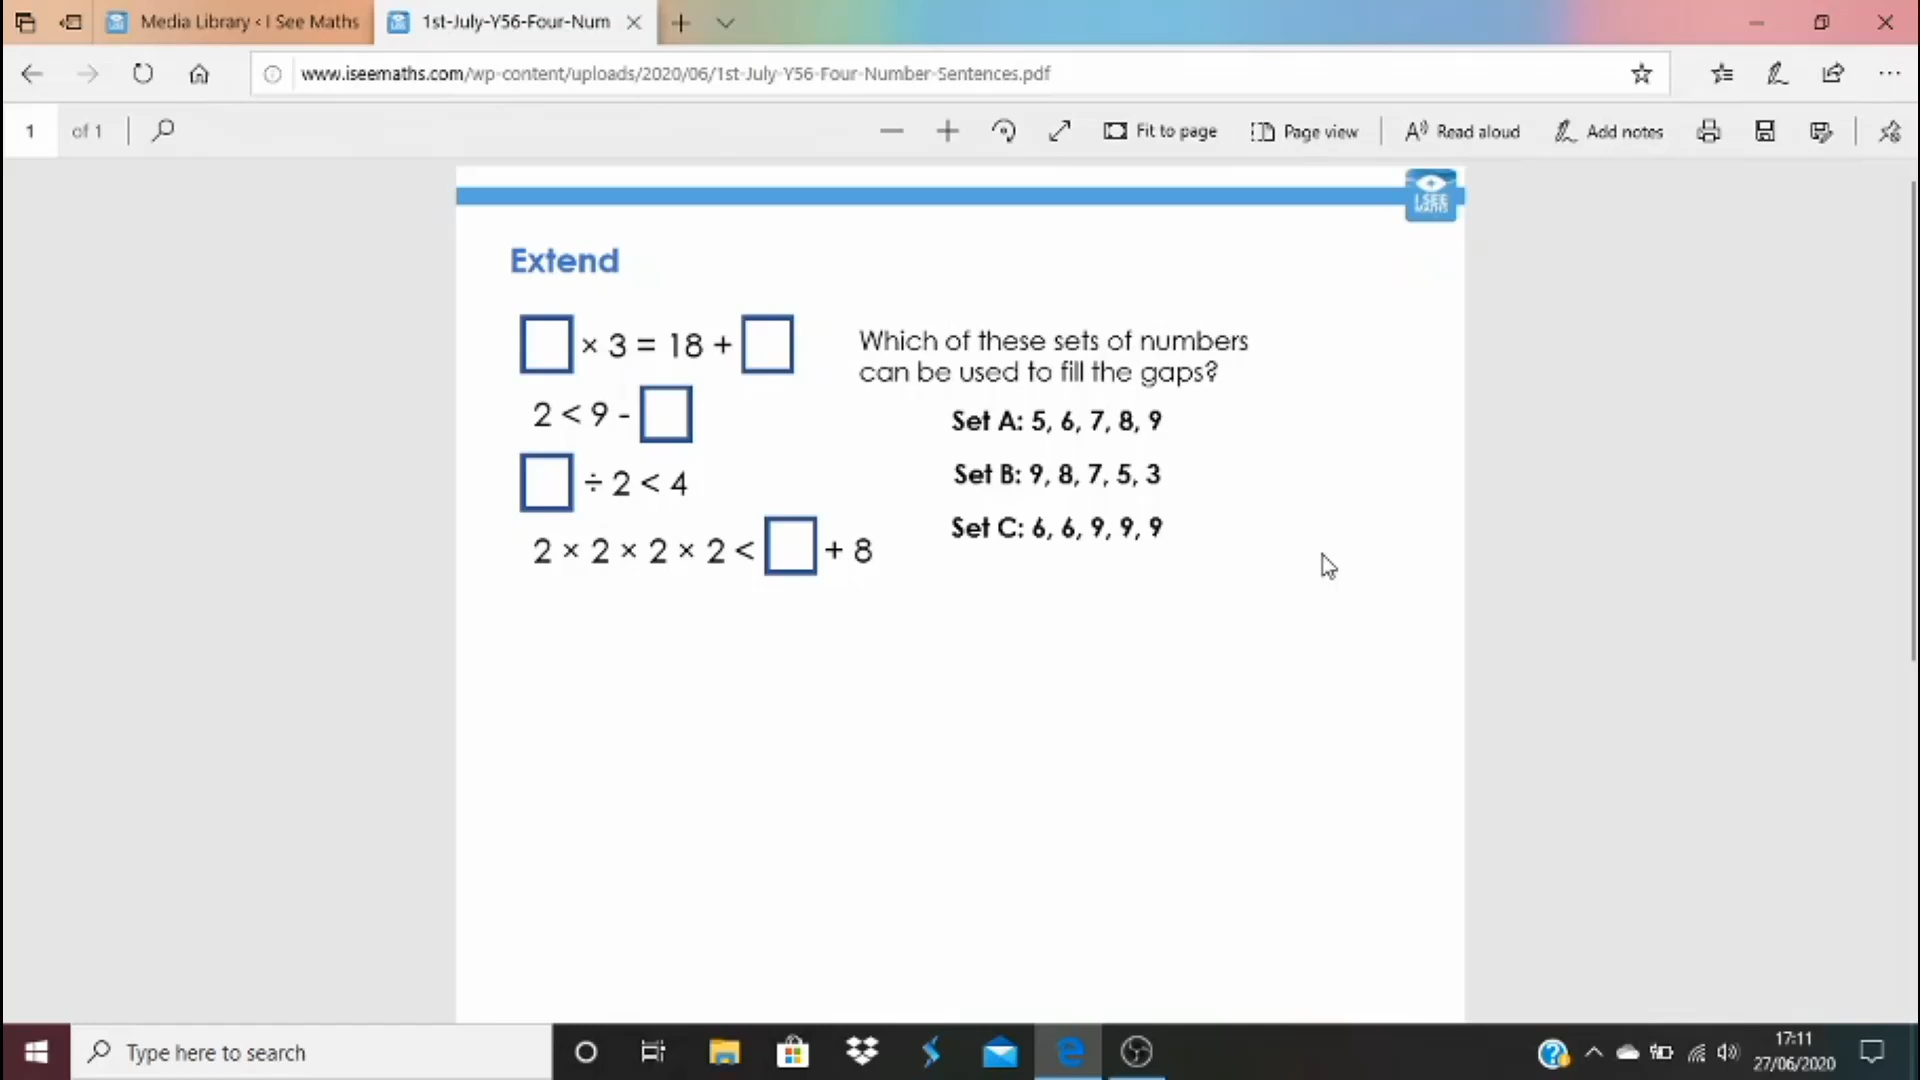 Media Library ‹ I See Maths
1st-July-Y56-Four-Num
www.iseemaths.com/wp-content/uploads/2020/06/1st-July-Y56-Four-Number-Sentences.pdf
1 of 1
Fit to page
Page view
Read aloud
Add notes
I SEE
MATHS
Extend
× 3 = 18 +
2 < 9 -
÷ 2 < 4
2 × 2 × 2 × 2 < + 8
Which of these sets of numbers
can be used to fill the gaps?
Set A: 5, 6, 7, 8, 9
Set B: 9, 8, 7, 5, 3
Set C: 6, 6, 9, 9, 9
Type here to search
17:11
27/06/2020